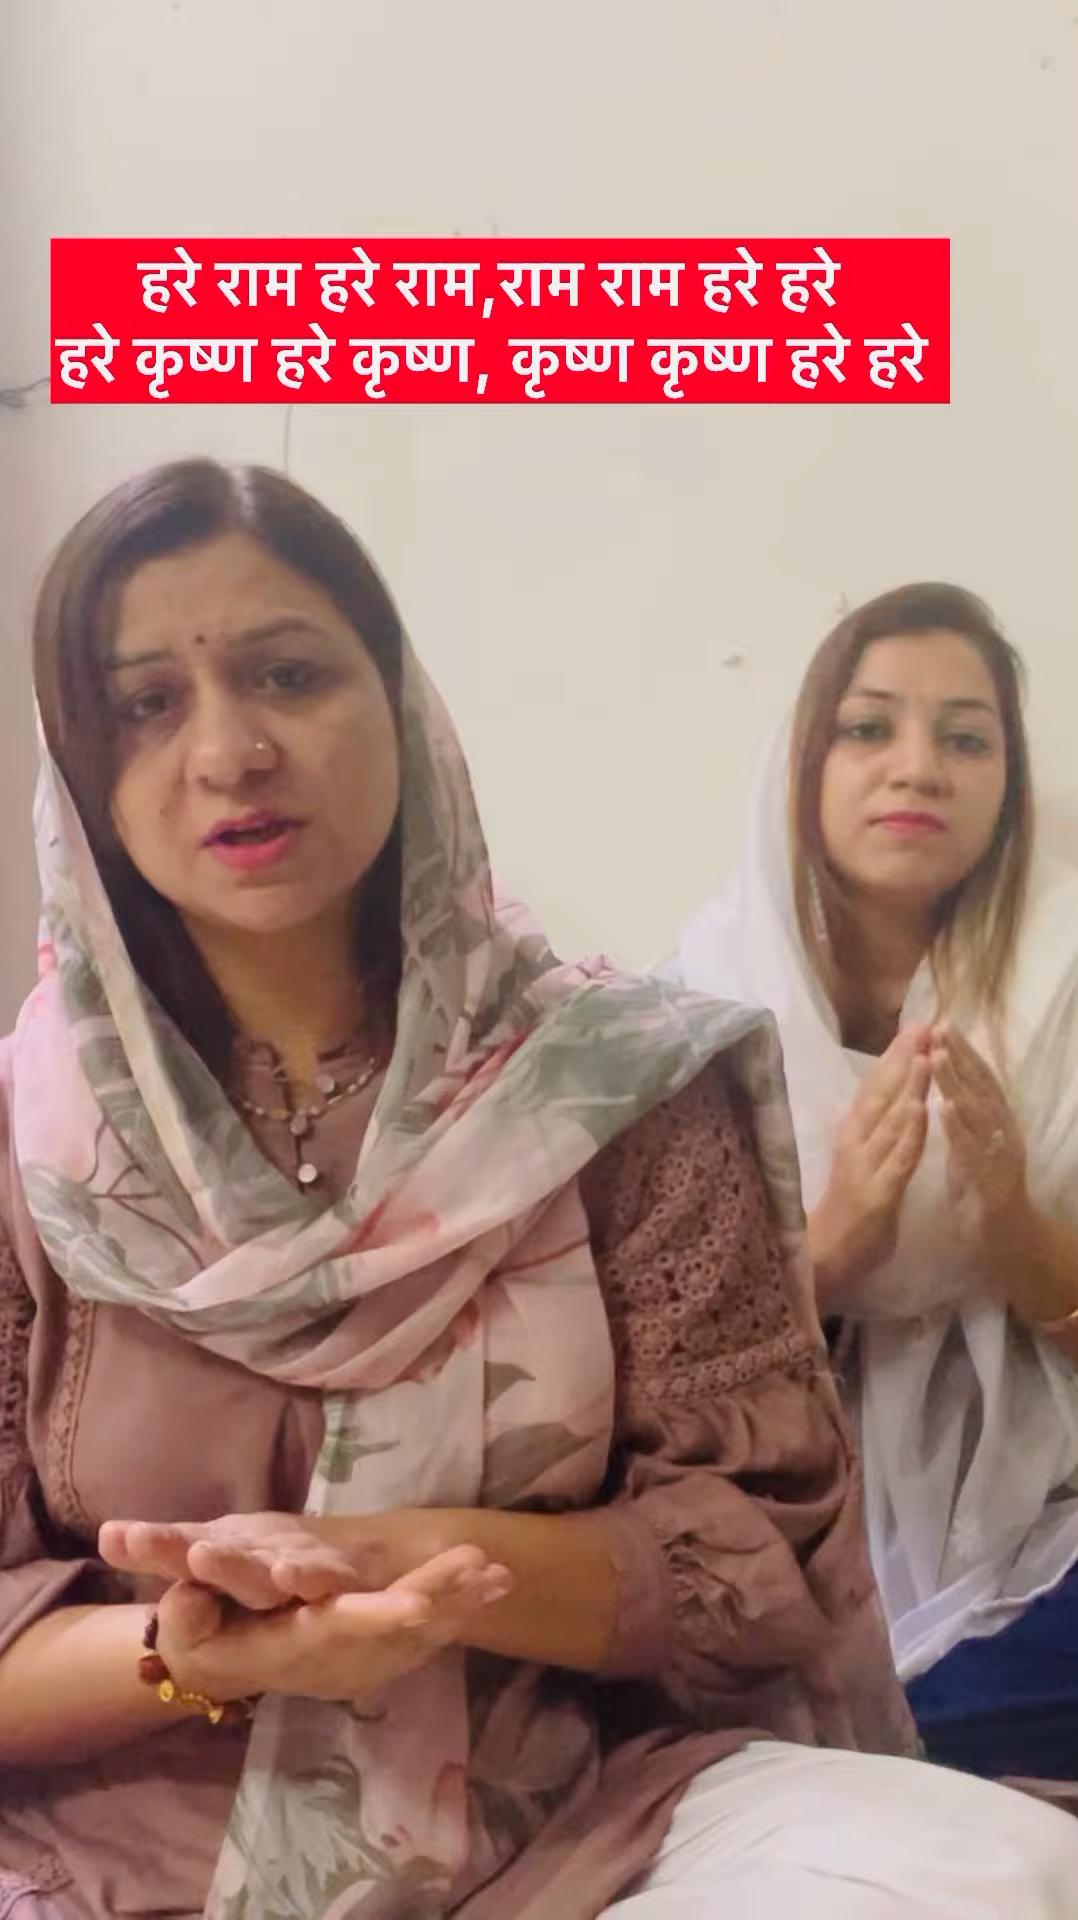 हरे राम हरे राम,राम राम हरे हरे
हरे कृष्ण हरे कृष्ण, कृष्ण कृष्ण हरे हरे